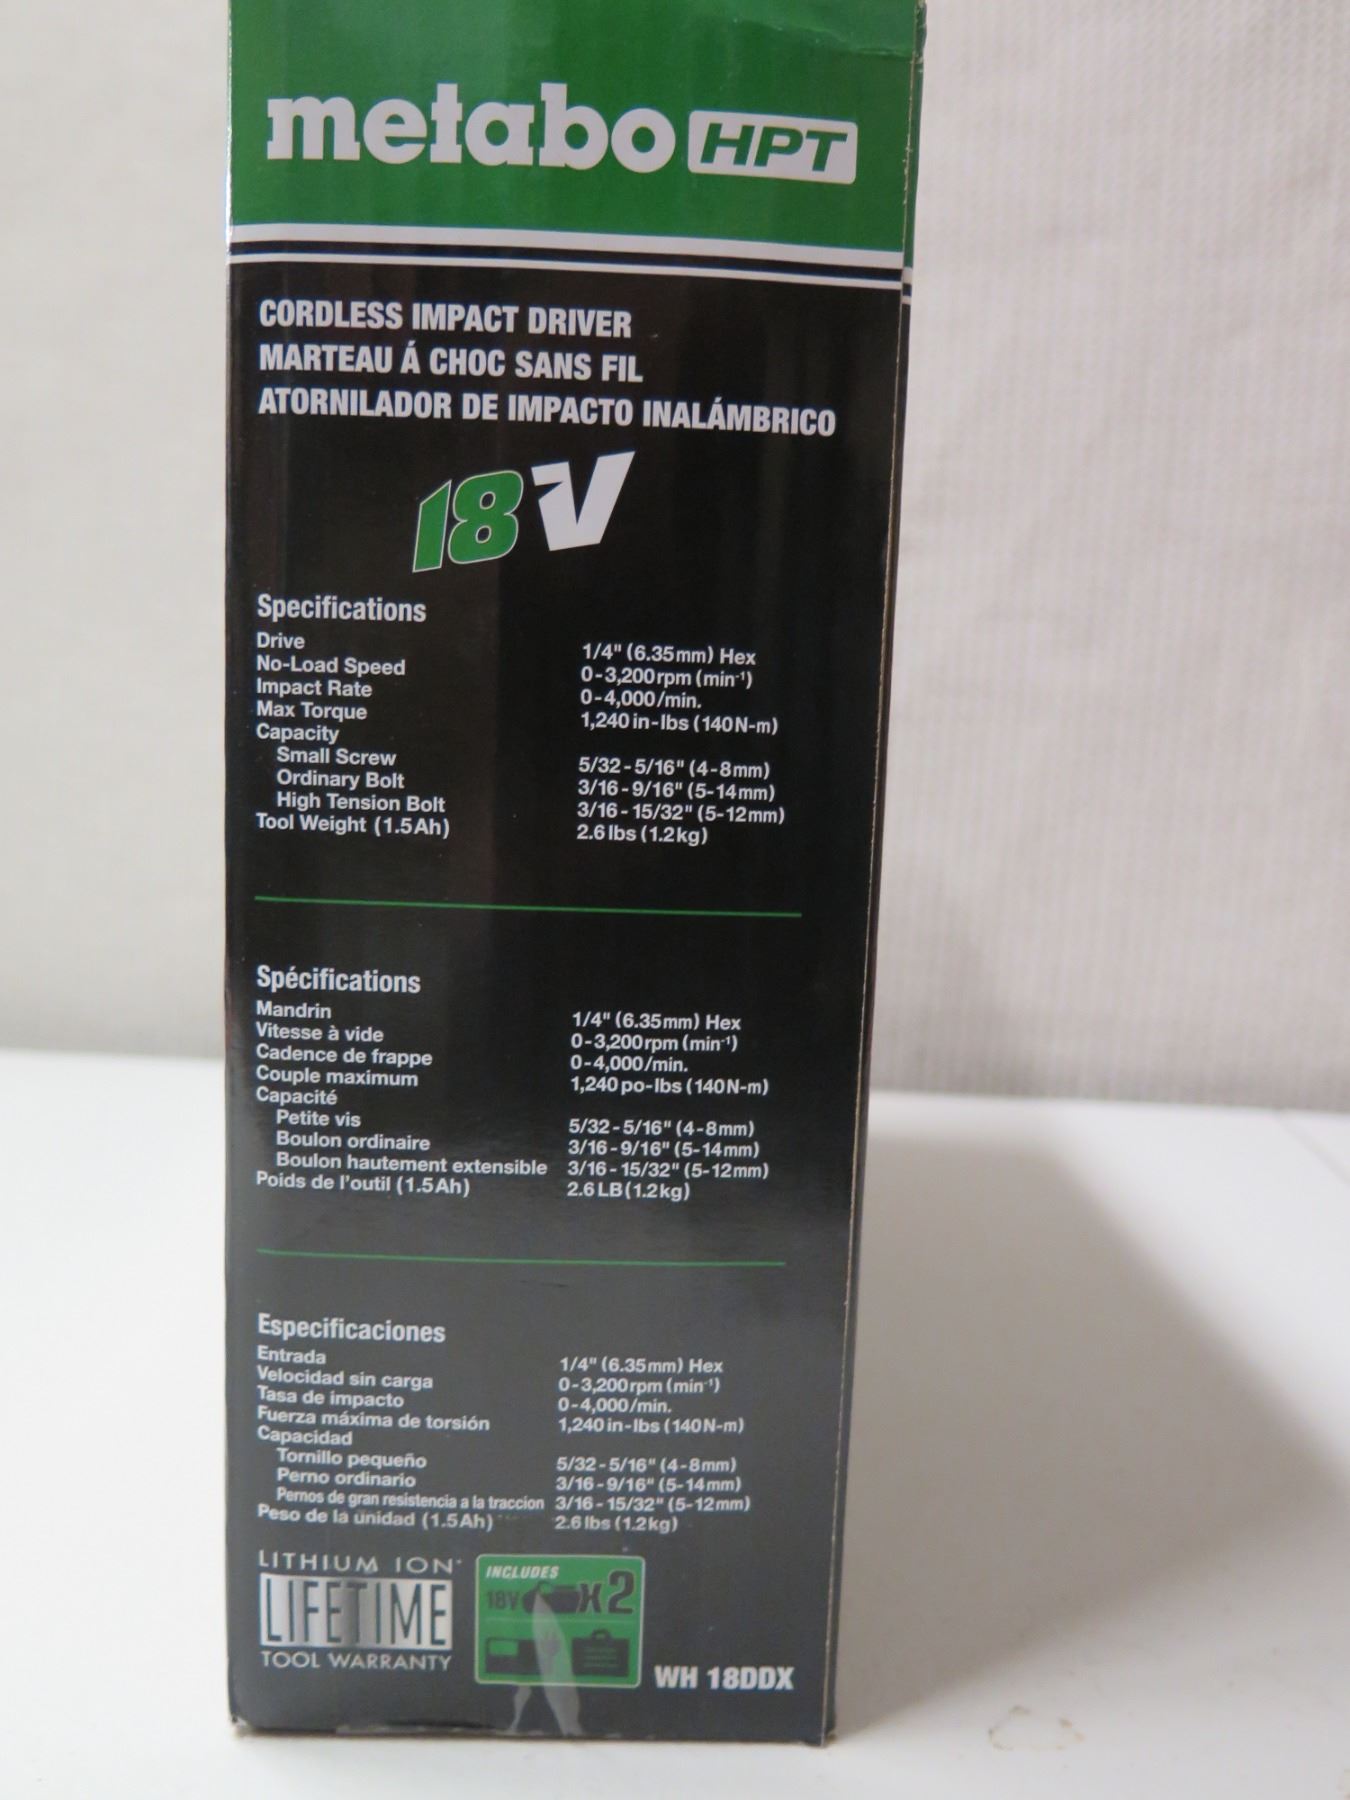 metabo HPT
CORDLESS IMPACT DRIVER
MARTEAU Á CHOC SANS FIL
ATORNILADOR DE IMPACTO INALÁMBRICO
18V
Specifications
Drive 1/4" (6.35mm) Hex
No-Load Speed 0-3,200rpm (min⁻¹)
Impact Rate 0-4,000/min.
Max Torque 1,240 in-lbs (140N-m)
Capacity
Small Screw 5/32-5/16" (4-8mm)
Ordinary Bolt 3/16-9/16" (5-14mm)
High Tension Bolt 3/16-15/32" (5-12mm)
Tool Weight (1.5Ah) 2.6 lbs (1.2kg)
Spécifications
Mandrin 1/4" (6.35mm) Hex
Vitesse à vide 0-3,200rpm (min⁻¹)
Cadence de frappe 0-4,000/min.
Couple maximum 1,240 po-lbs (140N-m)
Capacité
Petite vis 5/32-5/16" (4-8mm)
Boulon ordinaire 3/16-9/16" (5-14mm)
Boulon hautement extensible 3/16-15/32" (5-12mm)
Poids de l'outil (1.5Ah) 2.6 LB (1.2kg)
Especificaciones
Entrada 1/4" (6.35mm) Hex
Velocidad sin carga 0-3,200rpm (min⁻¹)
Tasa de impacto 0-4,000/min.
Fuerza máxima de torsión 1,240 in-lbs (140N-m)
Capacidad
Tornillo pequeño 5/32-5/16" (4-8mm)
Perno ordinario 3/16-9/16" (5-14mm)
Pernos de gran resistencia a la traccion 3/16-15/32" (5-12mm)
Peso de la unidad (1.5Ah) 2.6 lbs (1.2kg)
LITHIUM ION*
LIFETIME
TOOL WARRANTY
INCLUDES
18V X2
WH 18DDX